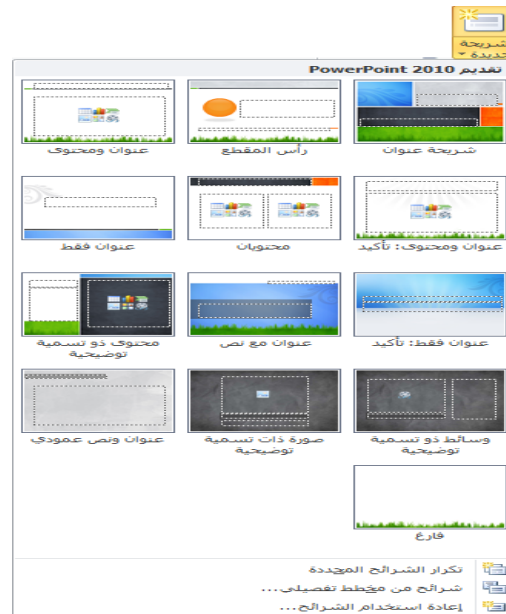 شريحة
جديدة
تقديم PowerPoint 2010
شريحة عنوان
رأس المقطع
عنوان ومحتوى
عنوان ومحتوى: تأكيد
محتويان
عنوان فقط
عنوان فقط: تأكيد
عنوان مع نص
محتوى ذو تسمية
توضيحية
وسائط ذو تسمية
توضيحية
صورة ذات تسمية
توضيحية
عنوان ونص عمودي
فارغ
تكرار الشرائح المحددة
شرائح من مخطط تفصيلي...
إعادة استخدام الشرائح...